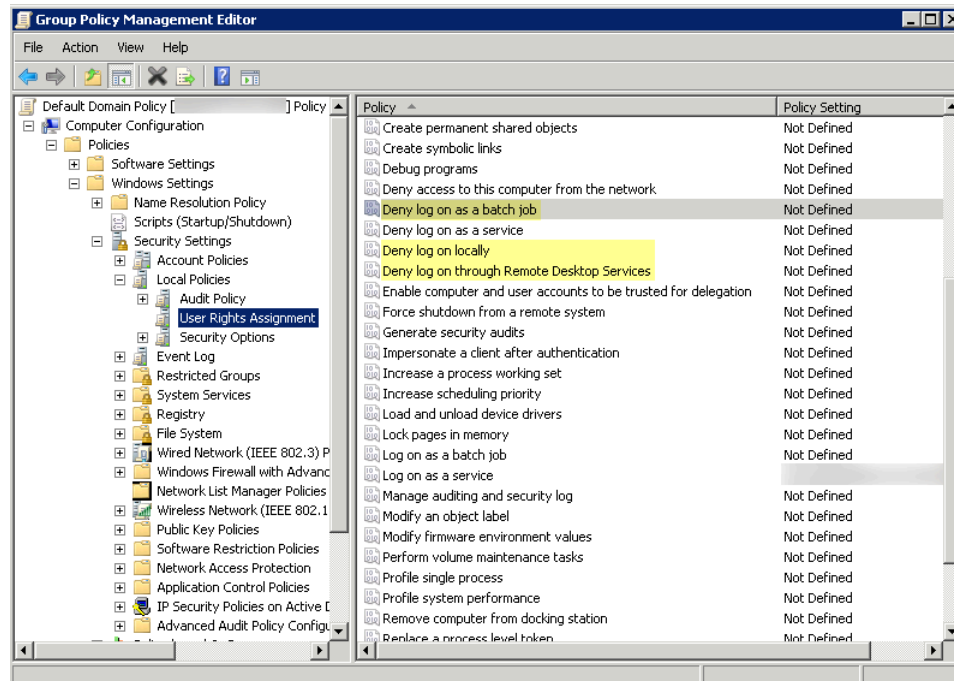 Group Policy Management Editor
File Action View Help
Default Domain Policy [ ] Policy
Computer Configuration
Policies
Software Settings
Windows Settings
Name Resolution Policy
Scripts (Startup/Shutdown)
Security Settings
Account Policies
Local Policies
Audit Policy
User Rights Assignment
Security Options
Event Log
Restricted Groups
System Services
Registry
File System
Wired Network (IEEE 802.3) P
Windows Firewall with Advanc
Network List Manager Policies
Wireless Network (IEEE 802.1
Public Key Policies
Software Restriction Policies
Network Access Protection
Application Control Policies
IP Security Policies on Active D
Advanced Audit Policy Configu
Policy Policy Setting
Create permanent shared objects Not Defined
Create symbolic links Not Defined
Debug programs Not Defined
Deny access to this computer from the network Not Defined
Deny log on as a batch job Not Defined
Deny log on as a service Not Defined
Deny log on locally Not Defined
Deny log on through Remote Desktop Services Not Defined
Enable computer and user accounts to be trusted for delegation Not Defined
Force shutdown from a remote system Not Defined
Generate security audits Not Defined
Impersonate a client after authentication Not Defined
Increase a process working set Not Defined
Increase scheduling priority Not Defined
Load and unload device drivers Not Defined
Lock pages in memory Not Defined
Log on as a batch job Not Defined
Log on as a service
Manage auditing and security log Not Defined
Modify an object label Not Defined
Modify firmware environment values Not Defined
Perform volume maintenance tasks Not Defined
Profile single process Not Defined
Profile system performance Not Defined
Remove computer from docking station Not Defined
Replace a process level token Not Defined